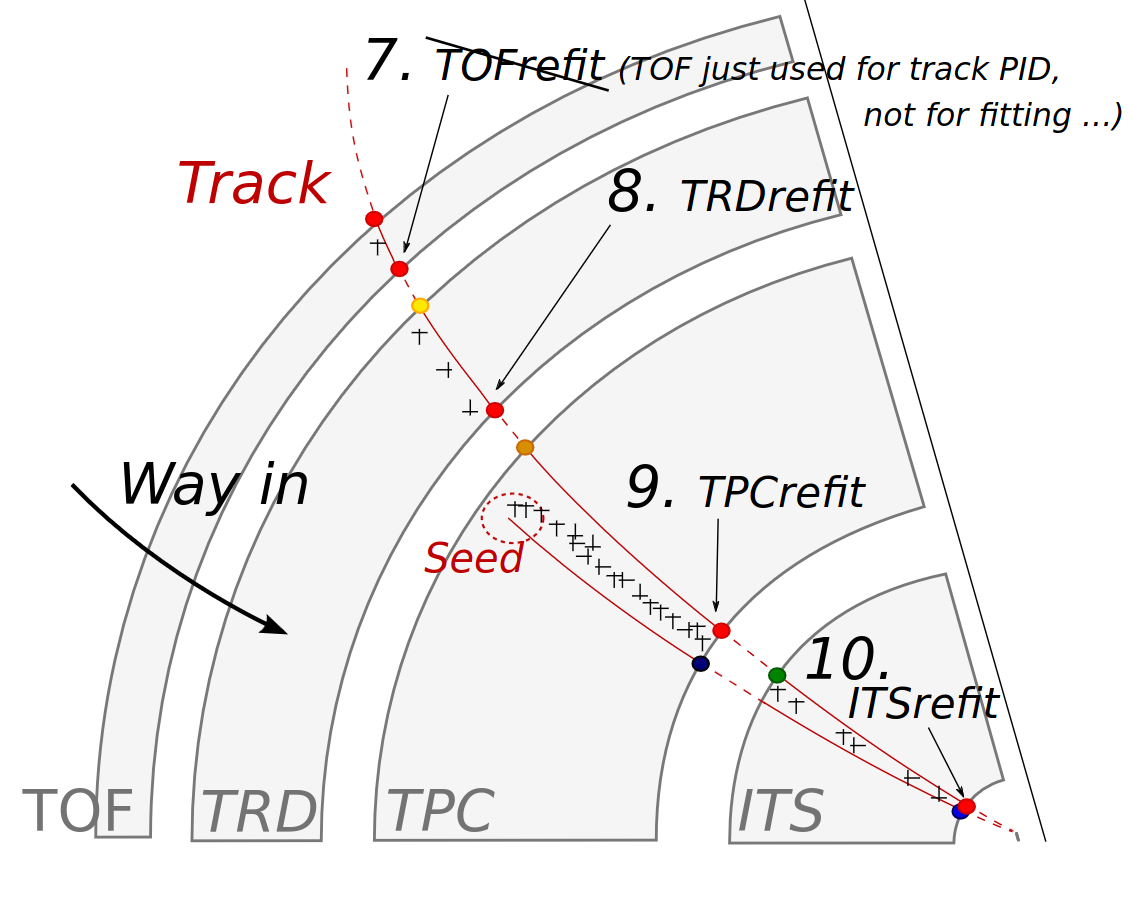 7. TOFrefit (TOF just used for track PID,
not for fitting ...)
Track
8. TRDrefit
Way in
9. TPCrefit
Seed
10.
ITSrefit
TOF TRD TPC ITS